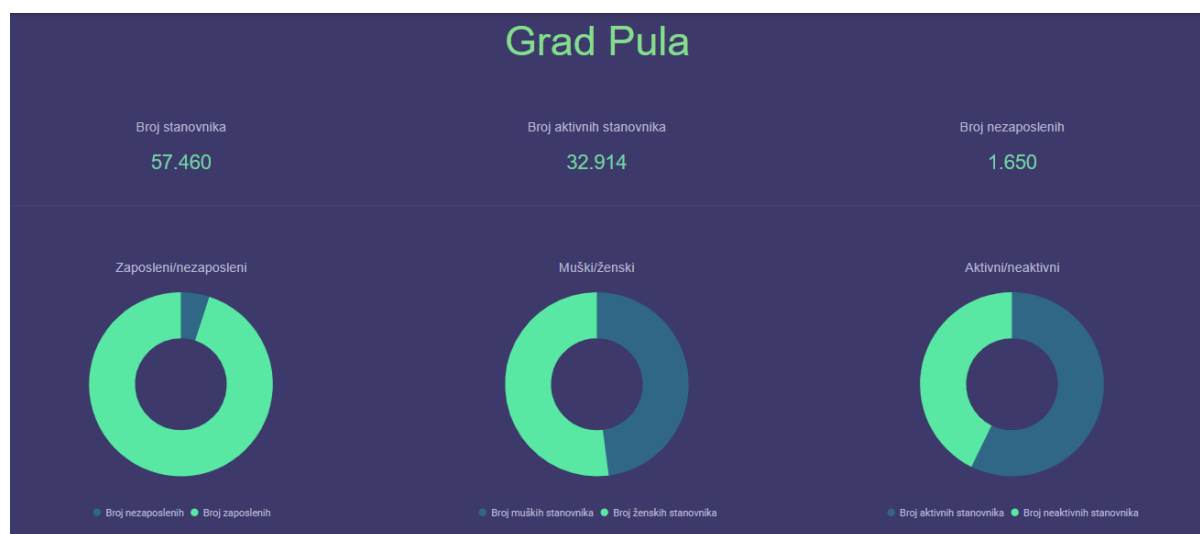 Grad Pula
Broj stanovnika
57.460
Broj aktivnih stanovnika
32.914
Broj nezaposlenih
1.650
Zaposleni/nezaposleni
Broj nezaposlenih Broj zaposlenih
Muški/ženski
Broj muških stanovnika Broj ženskih stanovnika
Aktivni/neaktivni
Broj aktivnih stanovnika Broj neaktivnih stanovnika